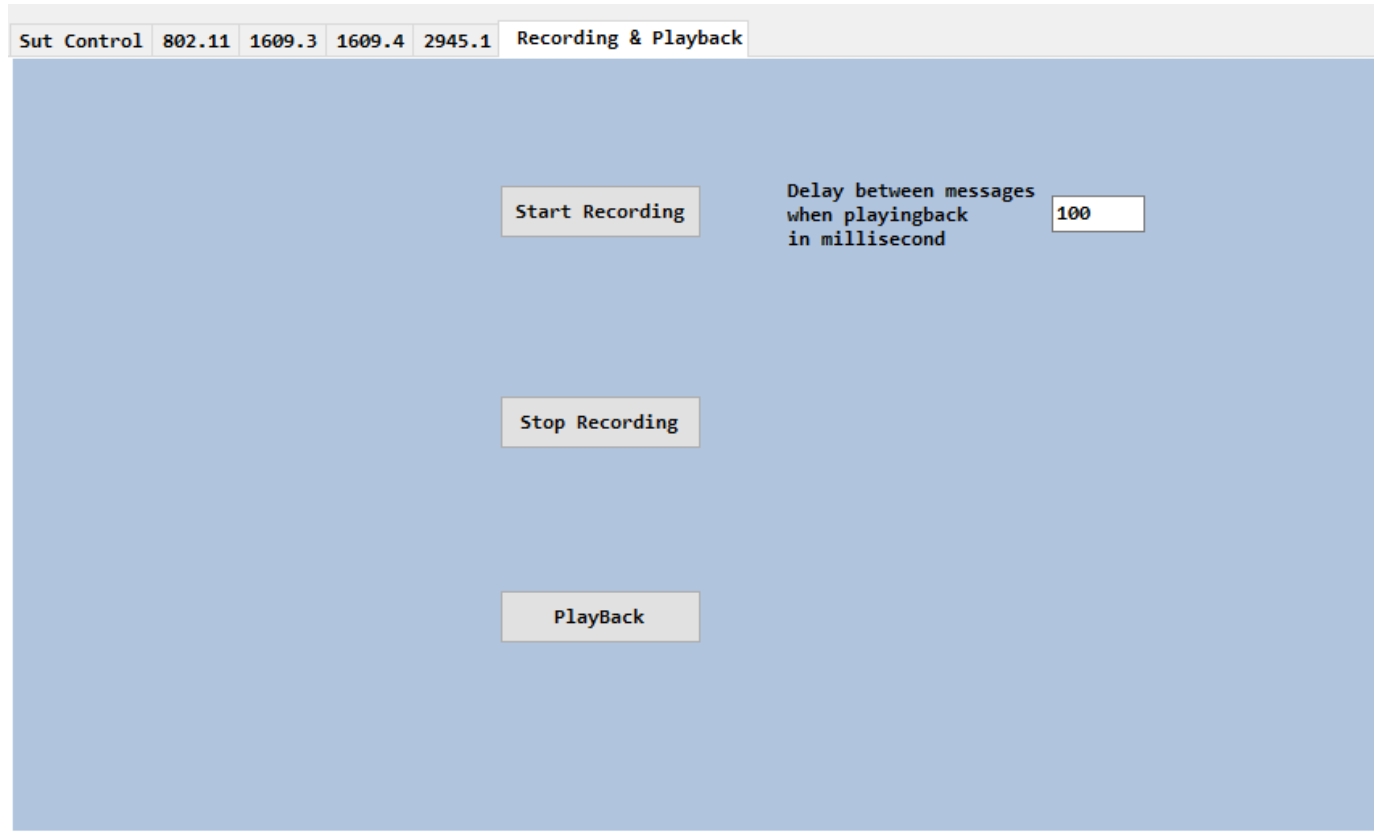 Sut Control 802.11 1609.3 1609.4 2945.1 Recording & Playback
Start Recording
Delay between messages
when playingback
in millisecond
100
Stop Recording
PlayBack